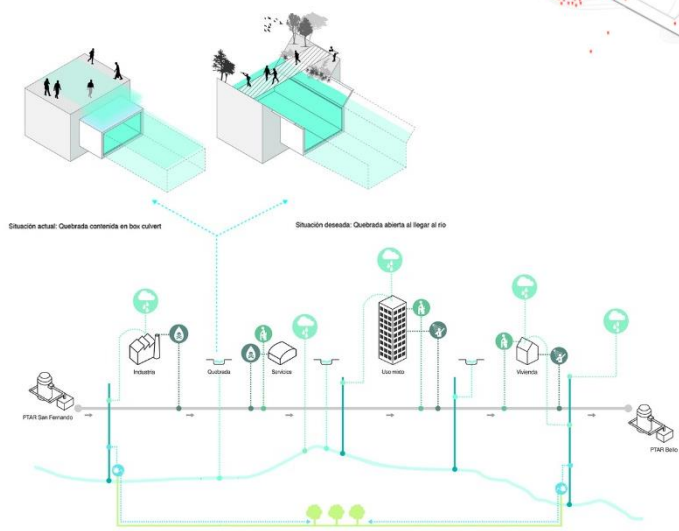 Situación actual: Quebrada contenida en box culvert
Situación deseada: Quebrada abierta al llegar al río
Industria
Quebrada
Servicios
Uso mixto
Vivienda
PTAR San Fernando
PTAR Bello